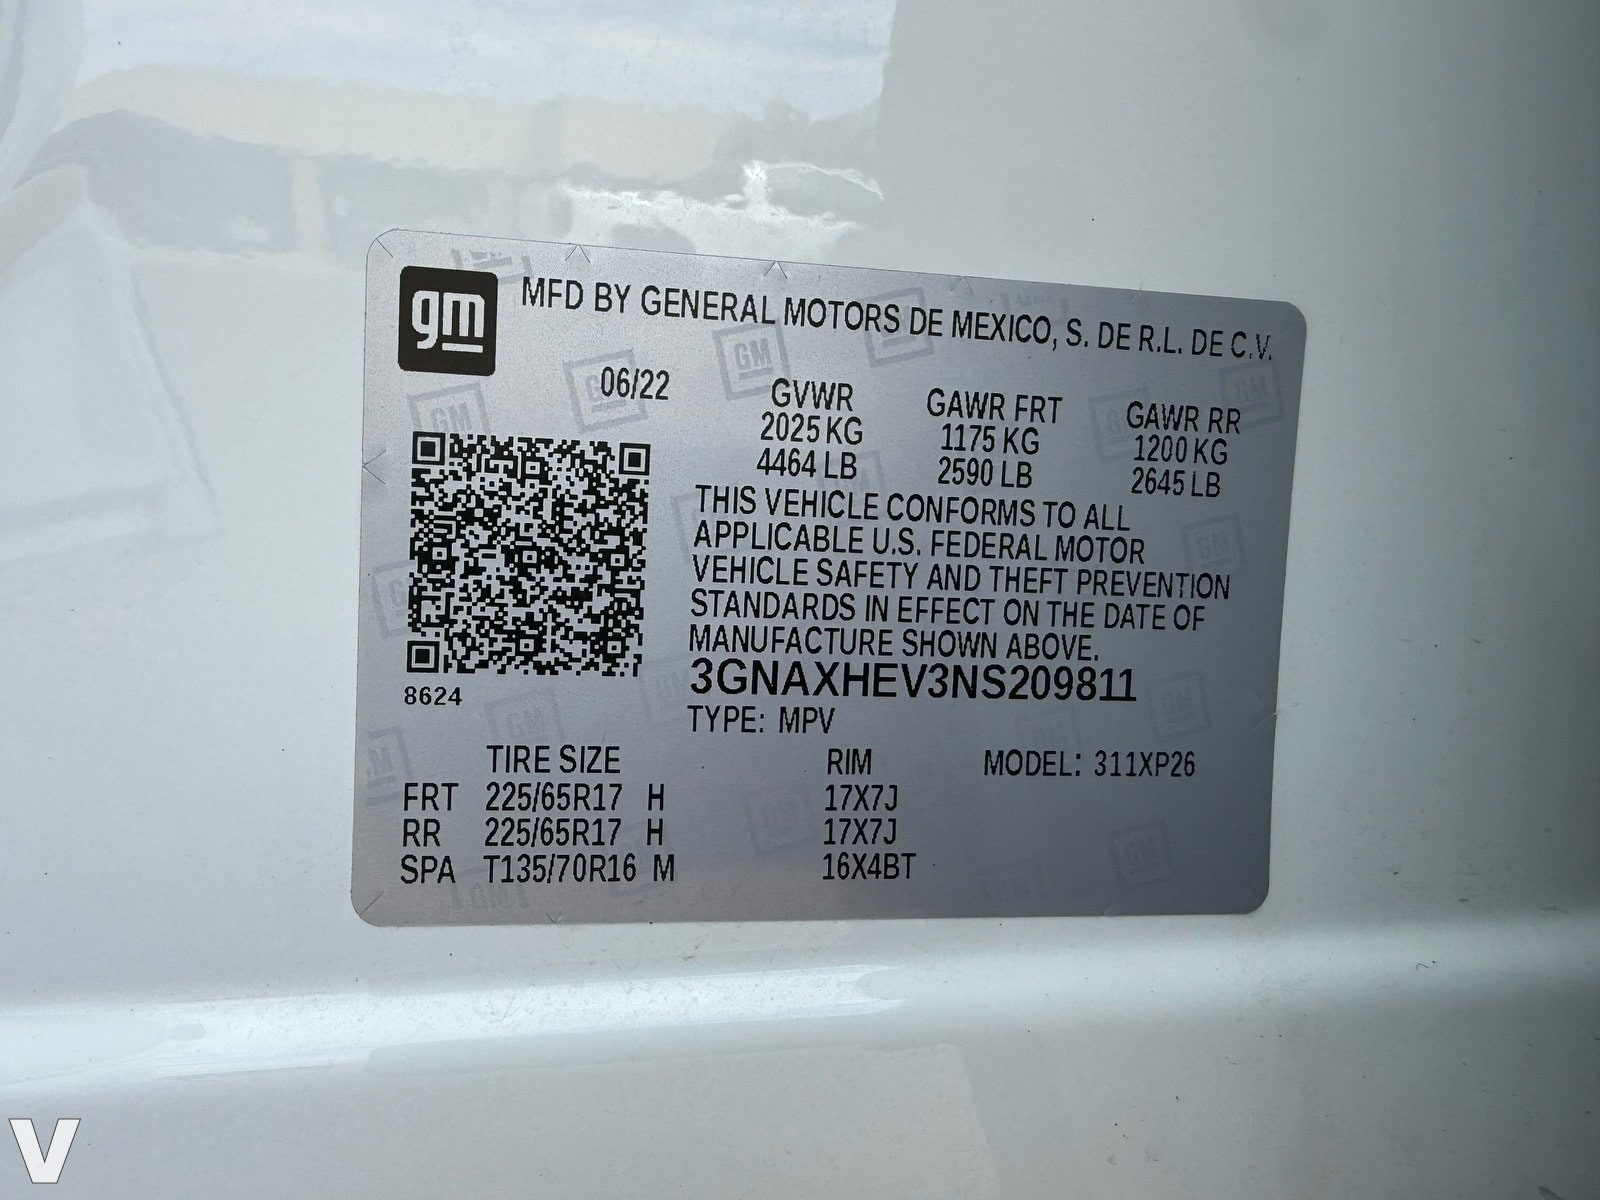 gm
MFD BY GENERAL MOTORS DE MEXICO, S. DE R.L. DE C.V.
06/22
GVWR GAWR FRT GAWR RR
2025 KG 1175 KG 1200 KG
4464 LB 2590 LB 2645 LB
THIS VEHICLE CONFORMS TO ALL
APPLICABLE U.S. FEDERAL MOTOR
VEHICLE SAFETY AND THEFT PREVENTION
STANDARDS IN EFFECT ON THE DATE OF
MANUFACTURE SHOWN ABOVE.
3GNAXHEV3NS209811
8624
TYPE: MPV
TIRE SIZE RIM MODEL: 311XP26
FRT 225/65R17 H 17X7J
RR 225/65R17 H 17X7J
SPA T135/70R16 M 16X4BT
V